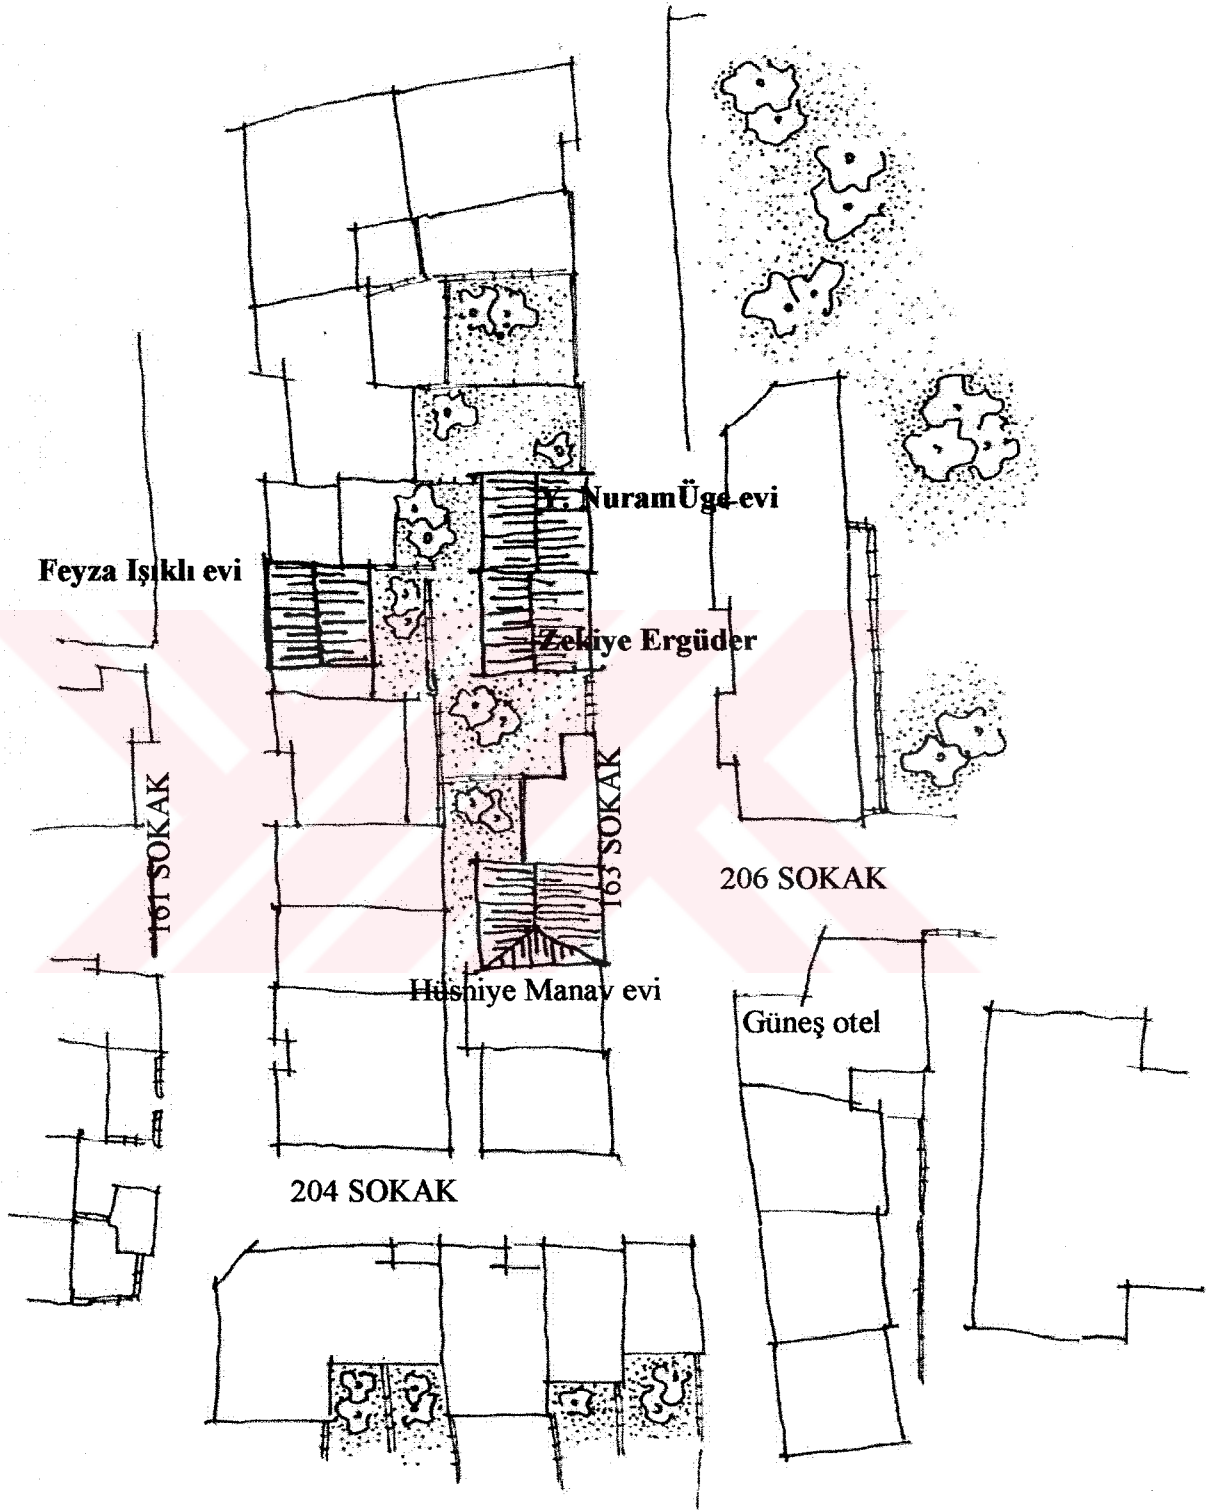 Y. NuramÜge evi
Feyza Işıklı evi
Zekiye Ergüder
161 SOKAK
163 SOKAK
206 SOKAK
Hüsniye Manav evi
Güneş otel
204 SOKAK